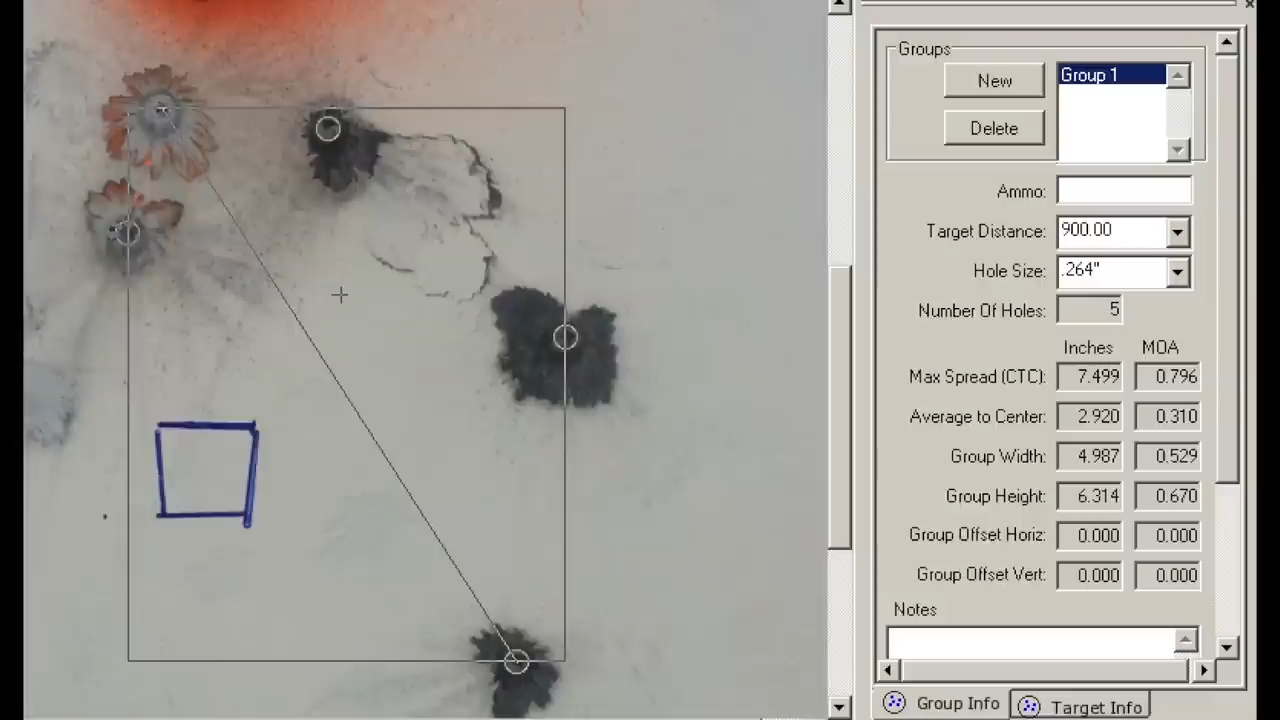 Groups
New
Group 1
Delete
Ammo:
Target Distance: 900.00
Hole Size: .264"
Number Of Holes: 5
Inches MOA
Max Spread (CTC): 7.499 0.796
Average to Center: 2.920 0.310
Group Width: 4.987 0.529
Group Height: 6.314 0.670
Group Offset Horiz: 0.000 0.000
Group Offset Vert: 0.000 0.000
Notes
Group Info Target Info